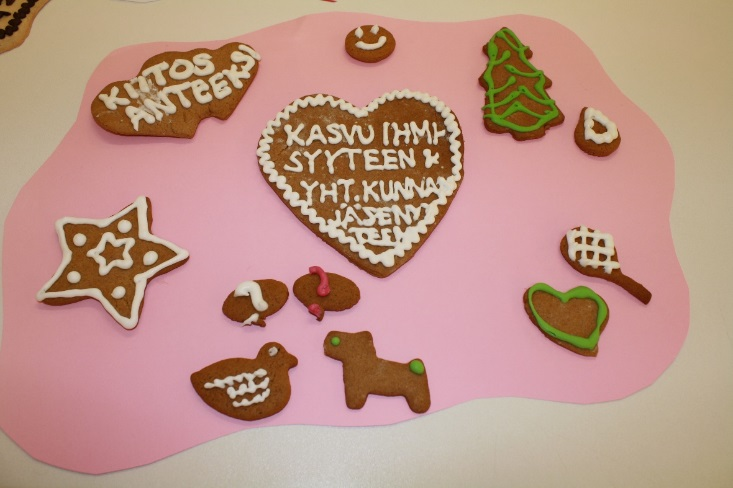 KIITOS
ANTEEKSI
KASVU IHMI-
SYYTEEN &
YHT.KUNNAN
JÄSENYY
TEEN